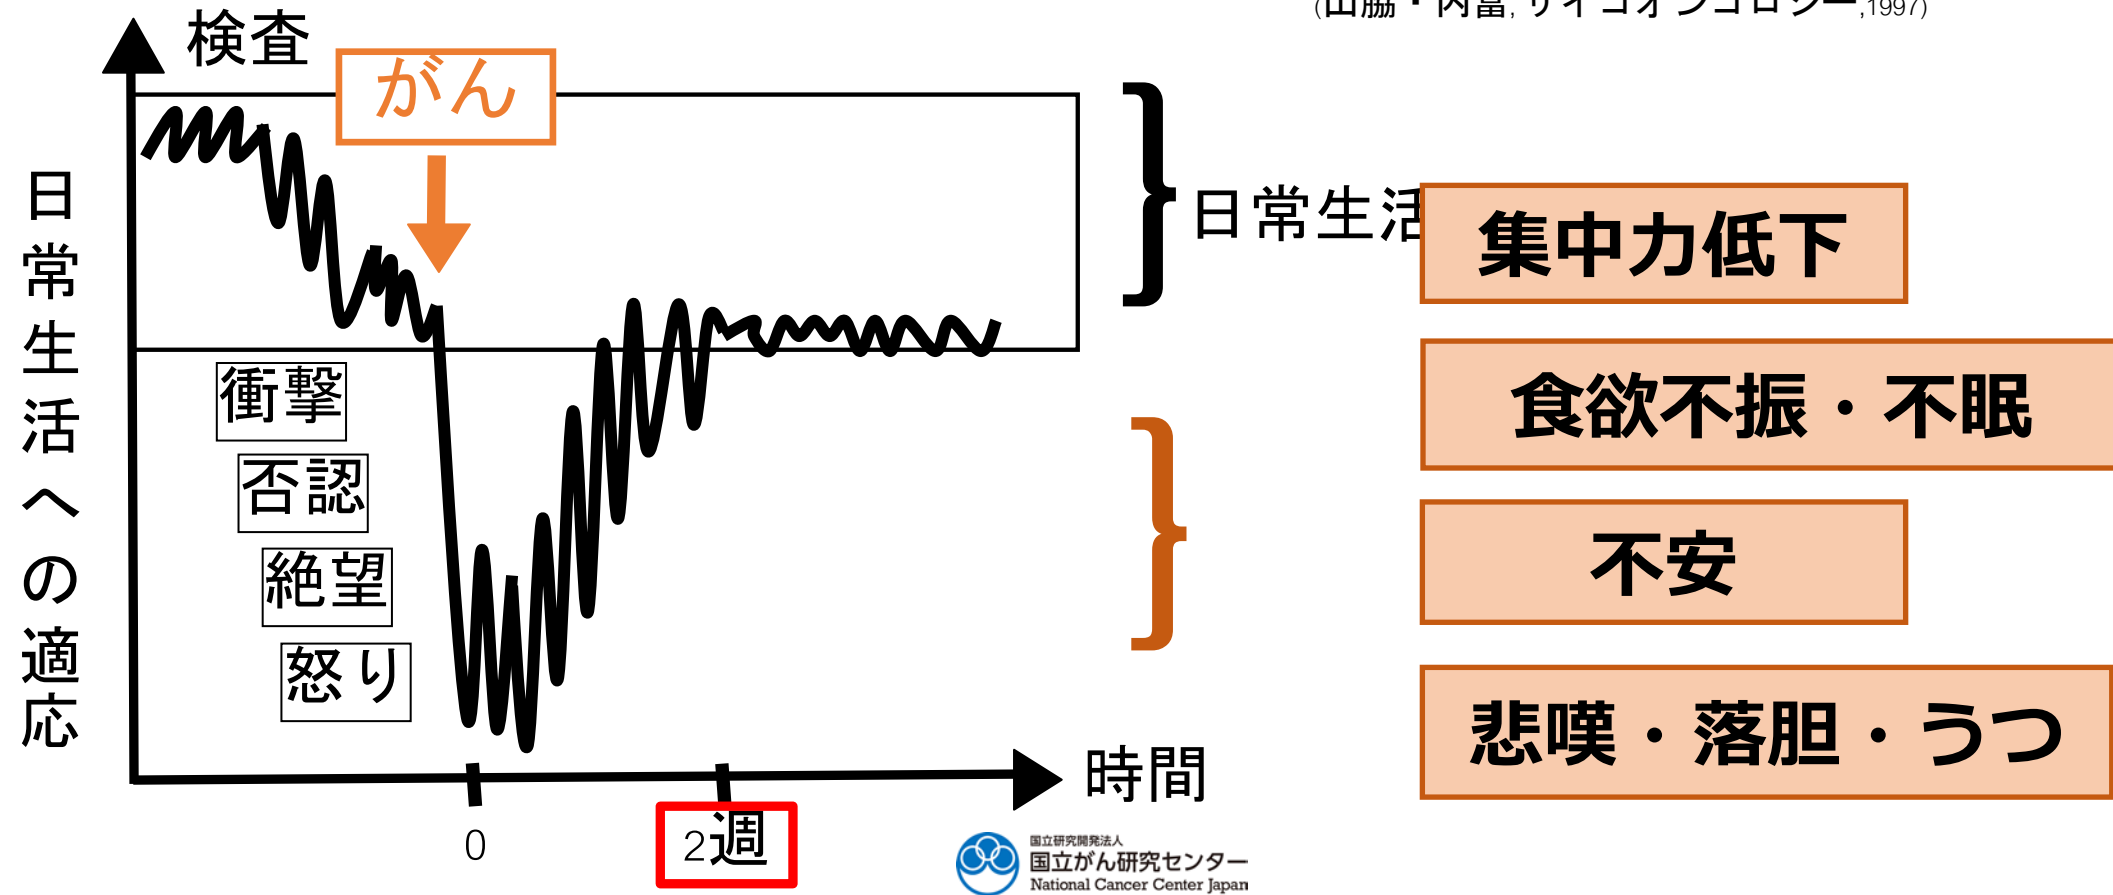 (山脇・内富, サイコオンコロジー,1997)
検査
がん
日常生活への適応
日常生活
集中力低下
食欲不振・不眠
不安
悲嘆・落胆・うつ
衝撃
否認
絶望
怒り
時間
0
2週
国立研究開発法人
国立がん研究センター
National Cancer Center Japan